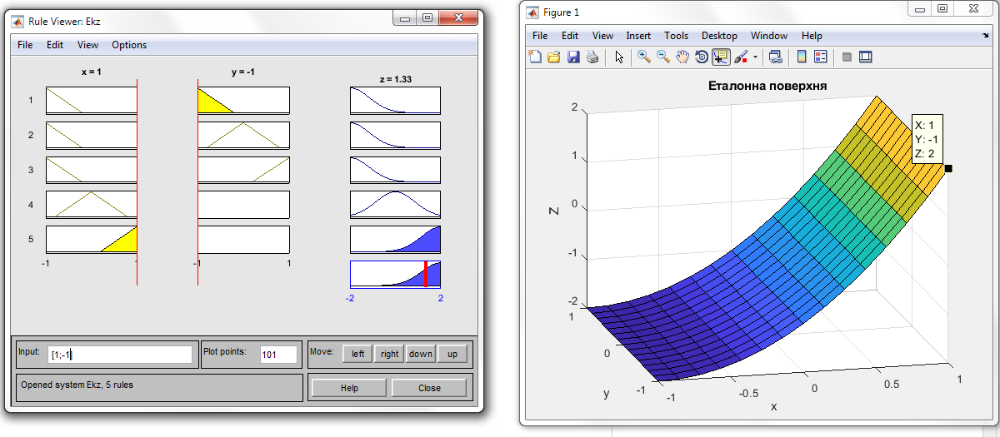 Rule Viewer: Ekz
File Edit View Options
x = 1 y = -1 z = 1.33
1
2
3
4
5
-1 1 -1 1
-2 2
Input: [1;-1] Plot points: 101 Move: left right down up
Opened system Ekz, 5 rules Help Close
Figure 1
File Edit View Insert Tools Desktop Window Help
Еталонна поверхня
X: 1
Y: -1
Z: 2
2
1
0
-1
-2
Z
1
0
-1
y
-1 -0.5 0 0.5 1
x